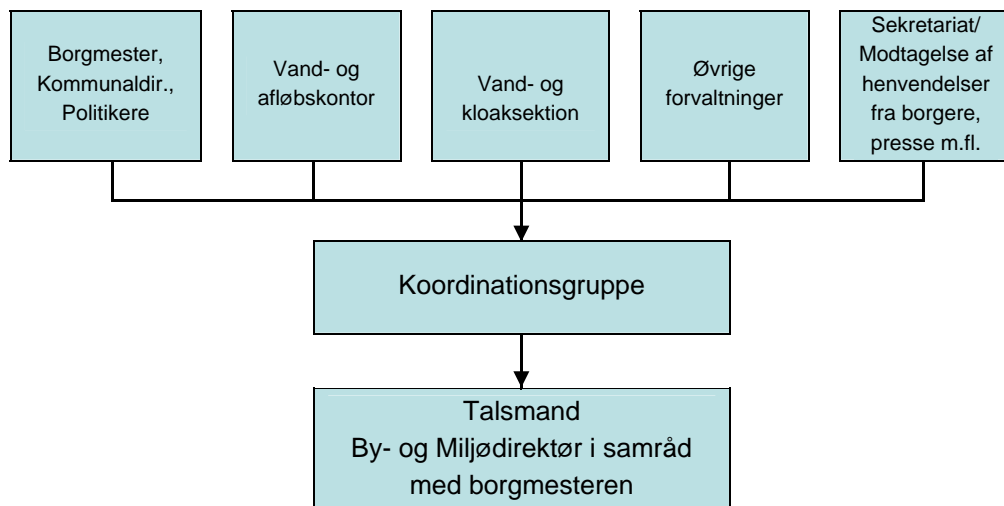 Borgmester,
Kommunaldir.,
Politikere
Vand- og
afløbskontor
Vand- og
kloaksektion
Øvrige
forvaltninger
Sekretariat/
Modtagelse af
henvendelser
fra borgere,
presse m.fl.
Koordinationsgruppe
Talsmand
By- og Miljødirektør i samråd
med borgmesteren